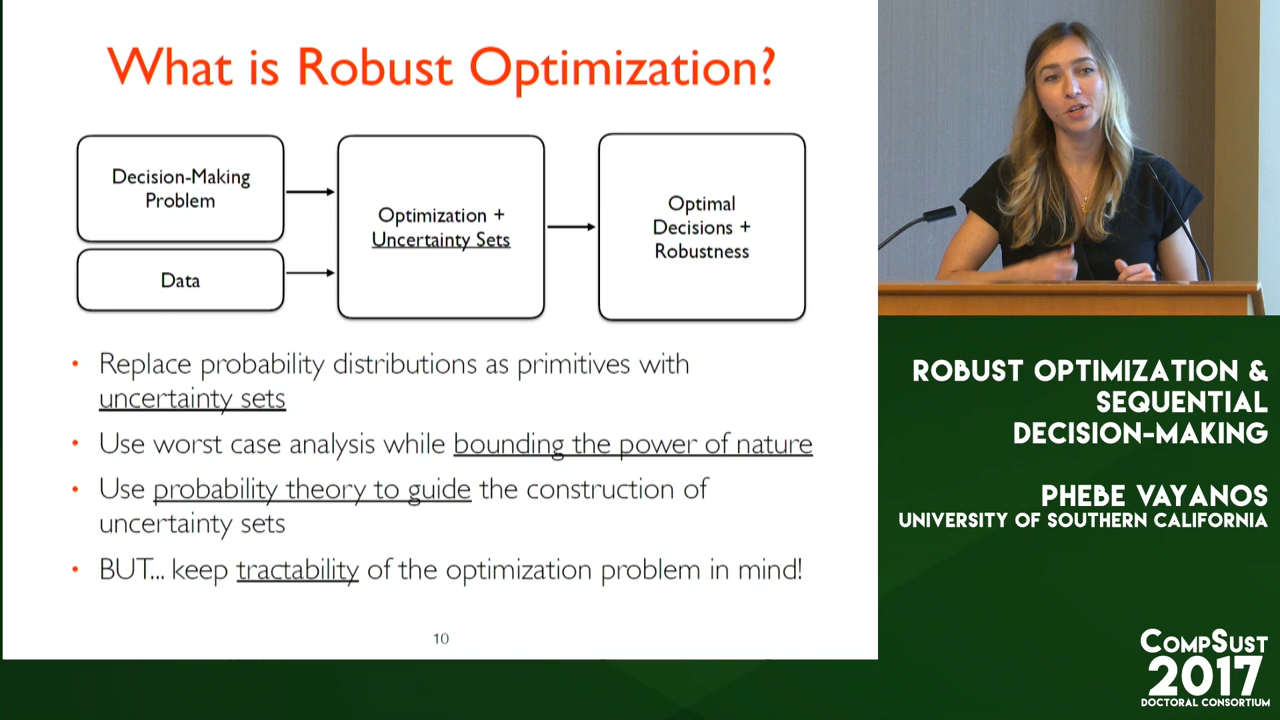 What is Robust Optimization?
Decision-Making
Problem
Data
Optimization +
Uncertainty Sets
Optimal
Decisions +
Robustness
• Replace probability distributions as primitives with
uncertainty sets
• Use worst case analysis while bounding the power of nature
• Use probability theory to guide the construction of
uncertainty sets
• BUT... keep tractability of the optimization problem in mind!
10
ROBUST OPTIMIZATION &
SEQUENTIAL
DECISION-MAKING
PHEBE VAYANOS
UNIVERSITY OF SOUTHERN CALIFORNIA
COMPSUST
2017
DOCTORAL CONSORTIUM